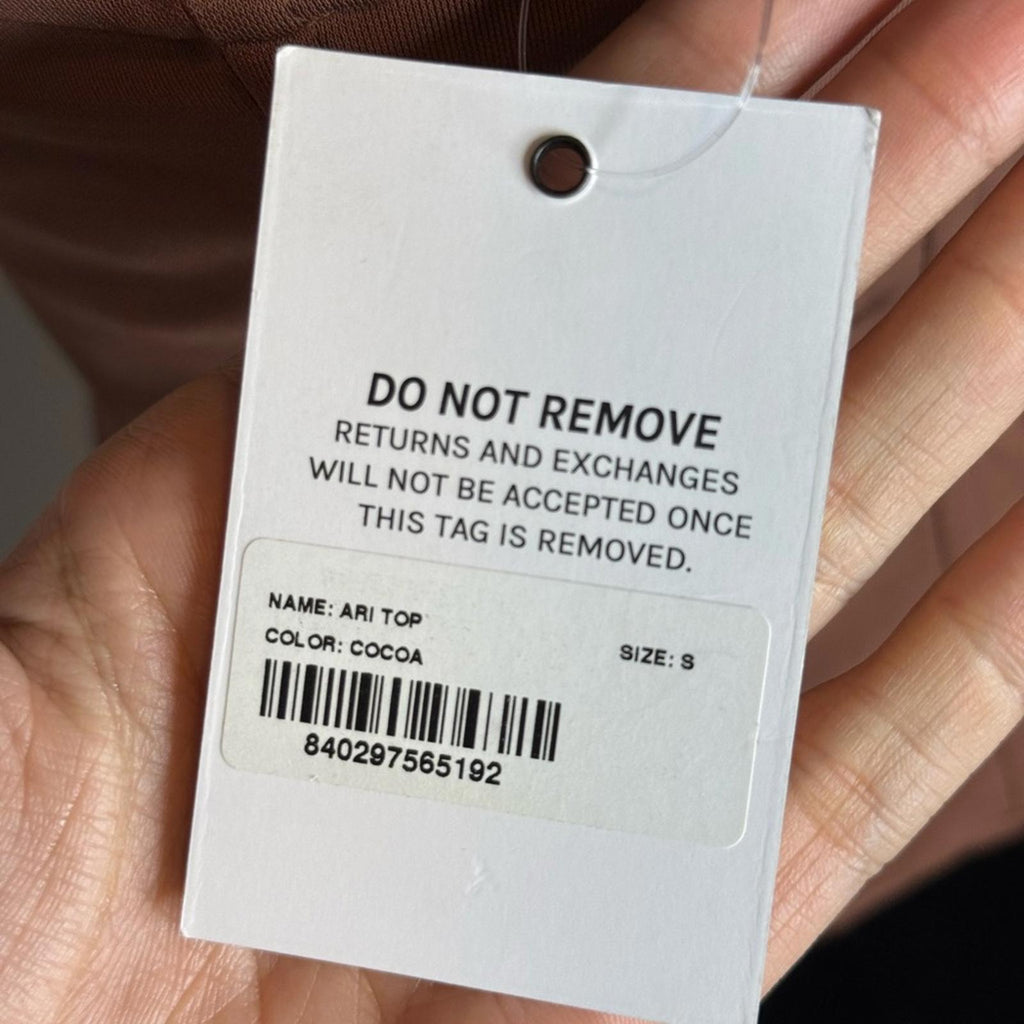 DO NOT REMOVE
RETURNS AND EXCHANGES
WILL NOT BE ACCEPTED ONCE
THIS TAG IS REMOVED.
NAME: ARI TOP
COLOR: COCOA
SIZE: S
840297565192